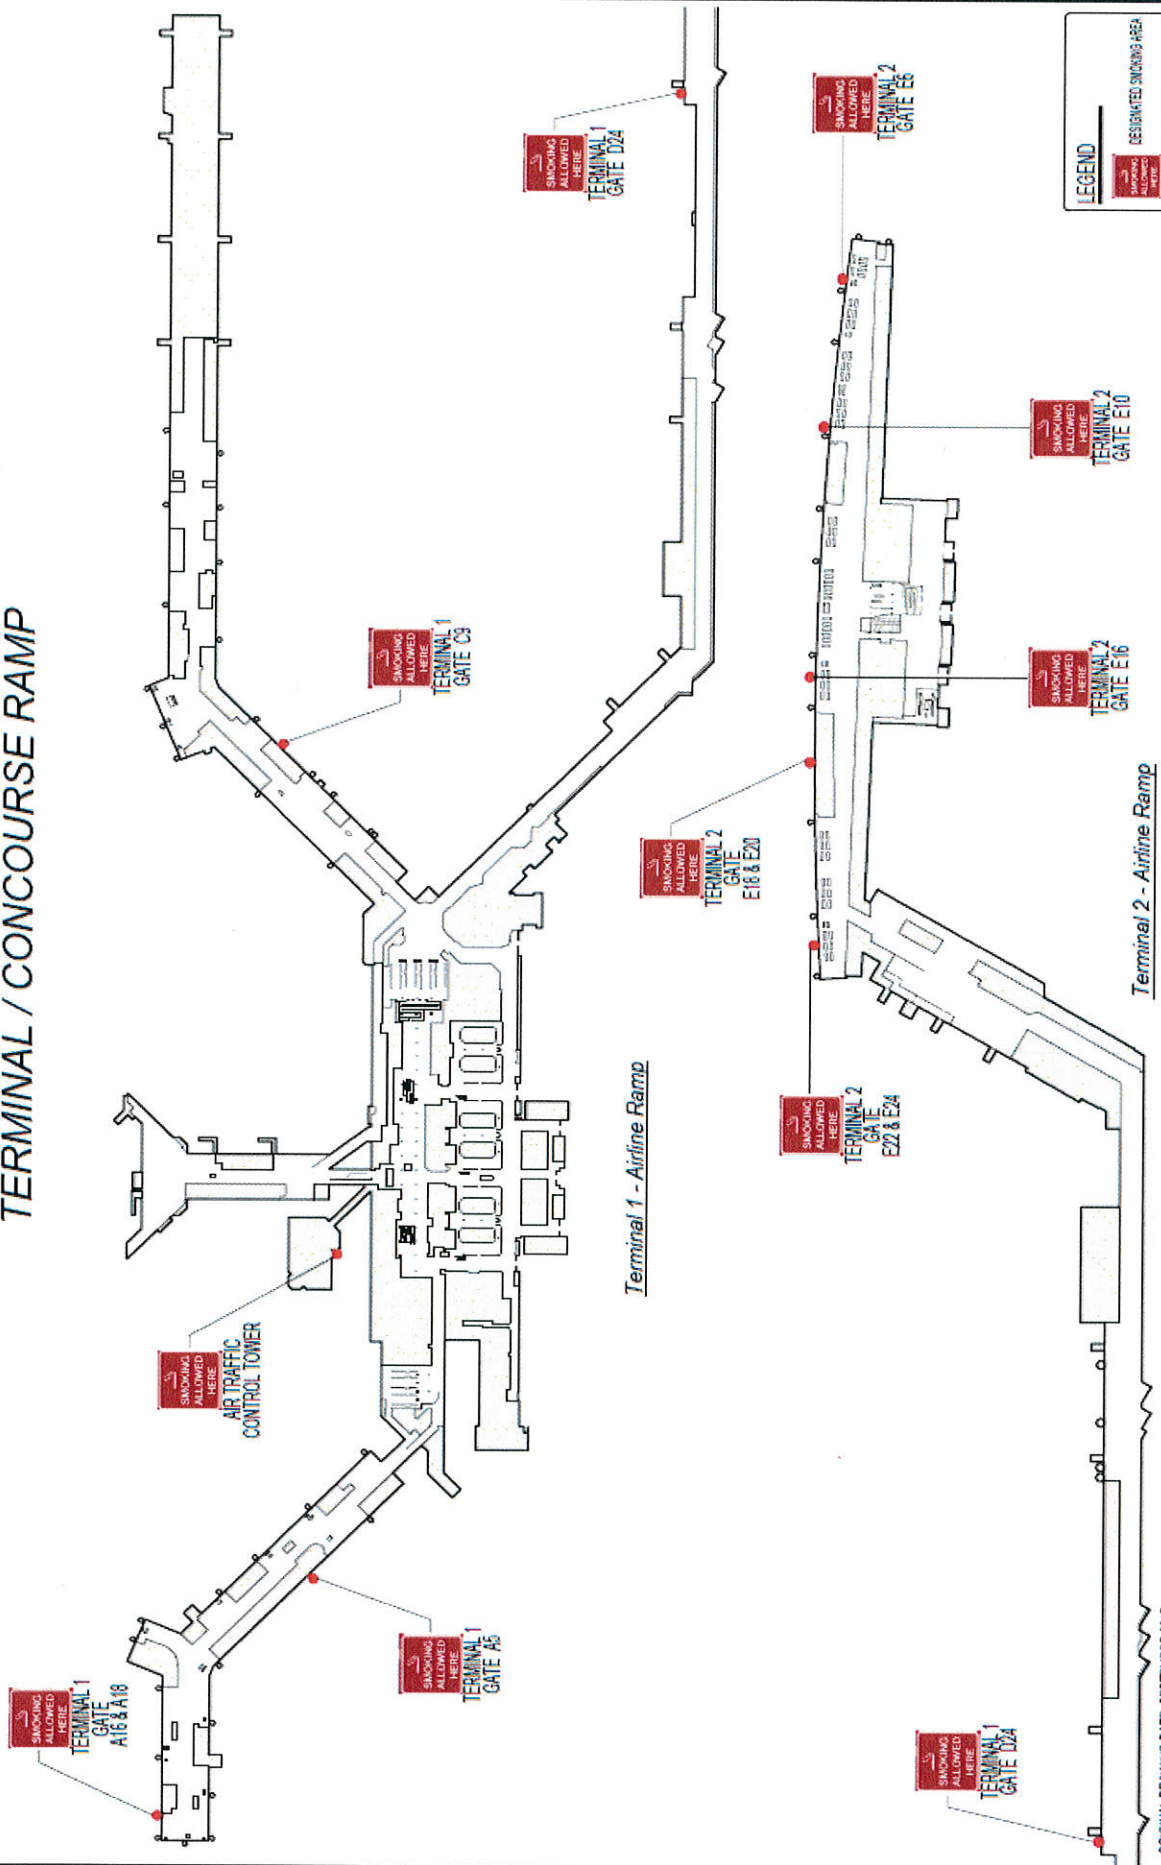 TERMINAL / CONCOURSE RAMP
SMOKING
ALLOWED
HERE
TERMINAL 1
GATE
A16 & A18
SMOKING
ALLOWED
HERE
TERMINAL 1
GATE A5
SMOKING
ALLOWED
HERE
AIR TRAFFIC
CONTROL TOWER
SMOKING
ALLOWED
HERE
TERMINAL 1
GATE C9
SMOKING
ALLOWED
HERE
TERMINAL 1
GATE D24
Terminal 1 - Airline Ramp
SMOKING
ALLOWED
HERE
TERMINAL 1
GATE D24
SMOKING
ALLOWED
HERE
TERMINAL 2
GATE
E22 & E24
SMOKING
ALLOWED
HERE
TERMINAL 2
GATE
E18 & E20
SMOKING
ALLOWED
HERE
TERMINAL 2
GATE E16
SMOKING
ALLOWED
HERE
TERMINAL 2
GATE E10
SMOKING
ALLOWED
HERE
TERMINAL 2
GATE E6
Terminal 2 - Airline Ramp
LEGEND
SMOKING
ALLOWED
HERE
DESIGNATED SMOKING AREA